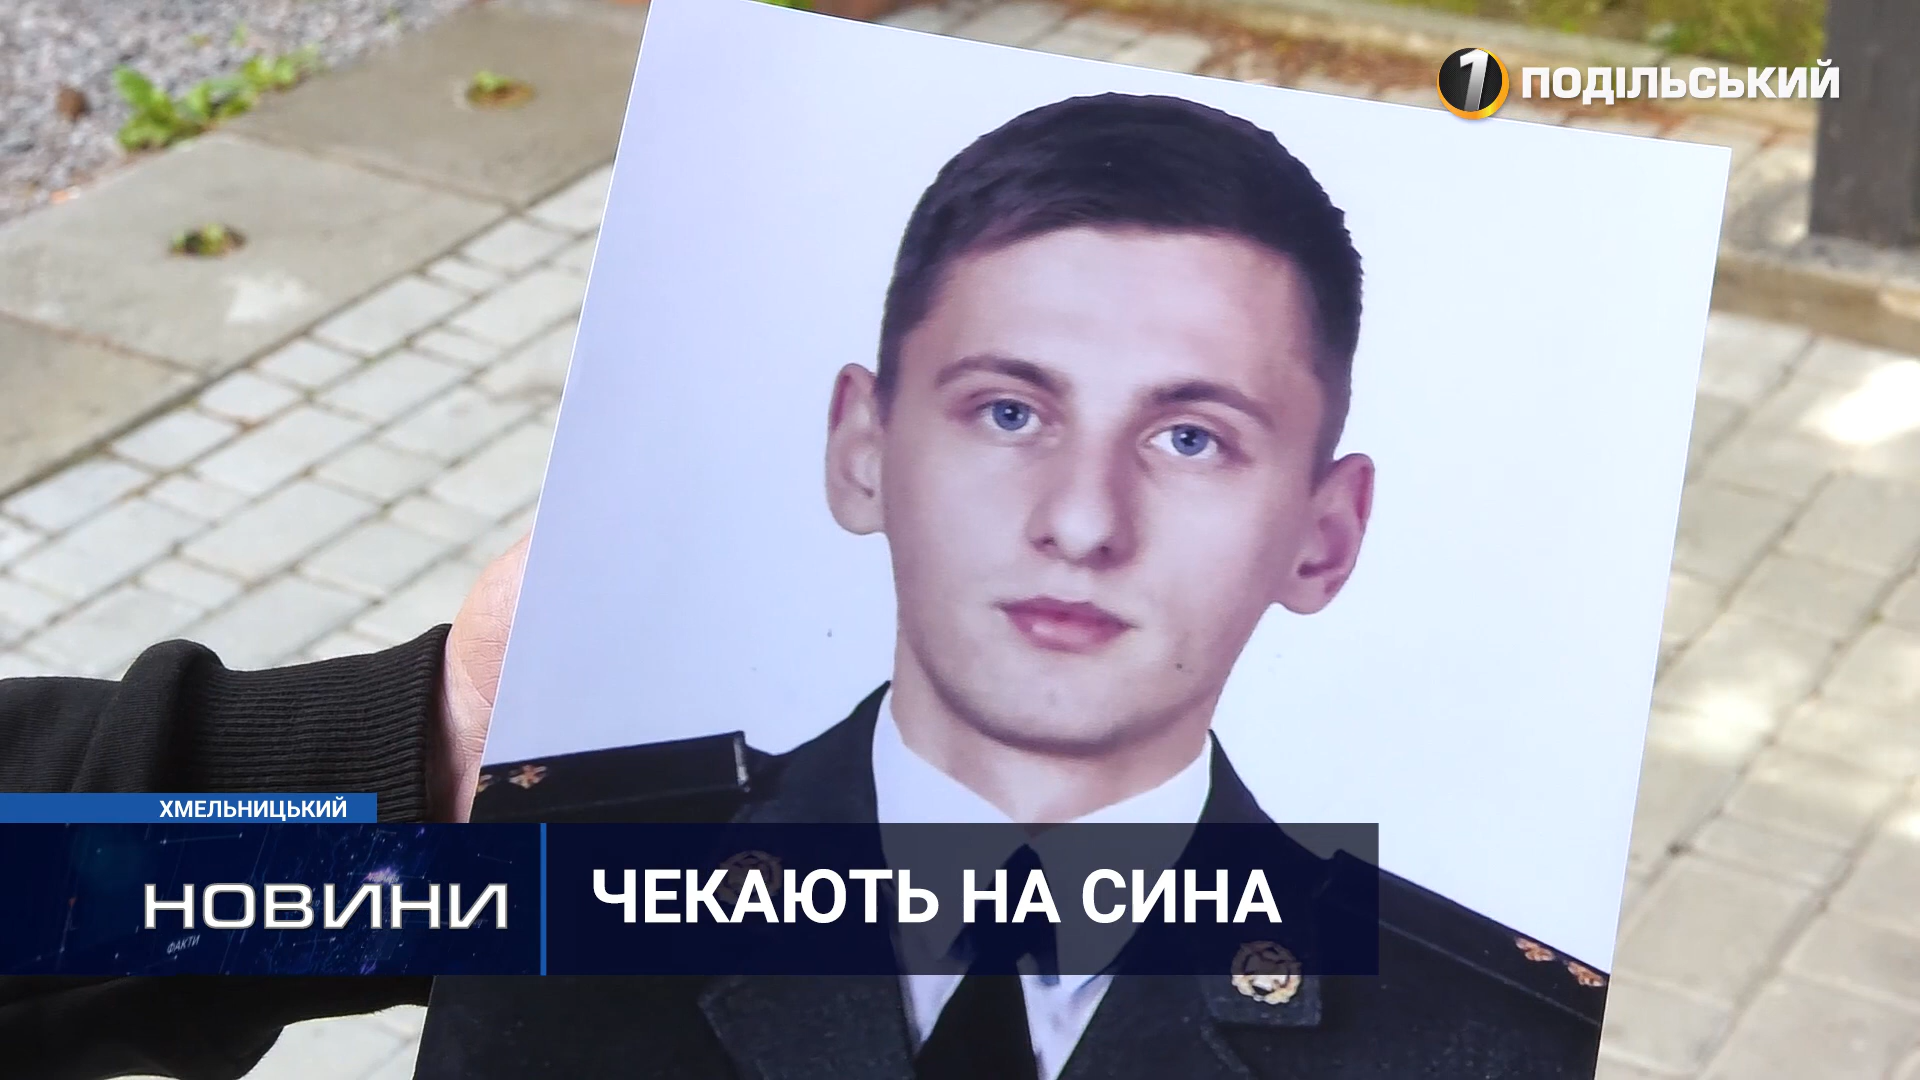 1 ПОДІЛЬСЬКИЙ
ХМЕЛЬНИЦЬКИЙ
НОВИНИ
ФАКТИ
ЧЕКАЮТЬ НА СИНА